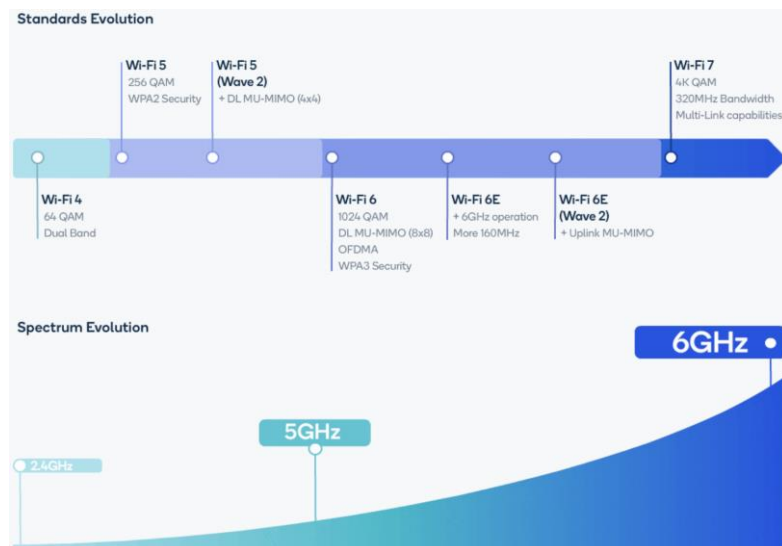 Standards Evolution
Wi-Fi 5
256 QAM
WPA2 Security
Wi-Fi 5
(Wave 2)
+ DL MU-MIMO (4x4)
Wi-Fi 7
4K QAM
320MHz Bandwidth
Multi-Link capabilities
Wi-Fi 4
64 QAM
Dual Band
Wi-Fi 6
1024 QAM
DL MU-MIMO (8x8)
OFDMA
WPA3 Security
Wi-Fi 6E
+ 6GHz operation
More 160MHz
Wi-Fi 6E
(Wave 2)
+ Uplink MU-MIMO
Spectrum Evolution
2.4GHz
5GHz
6GHz